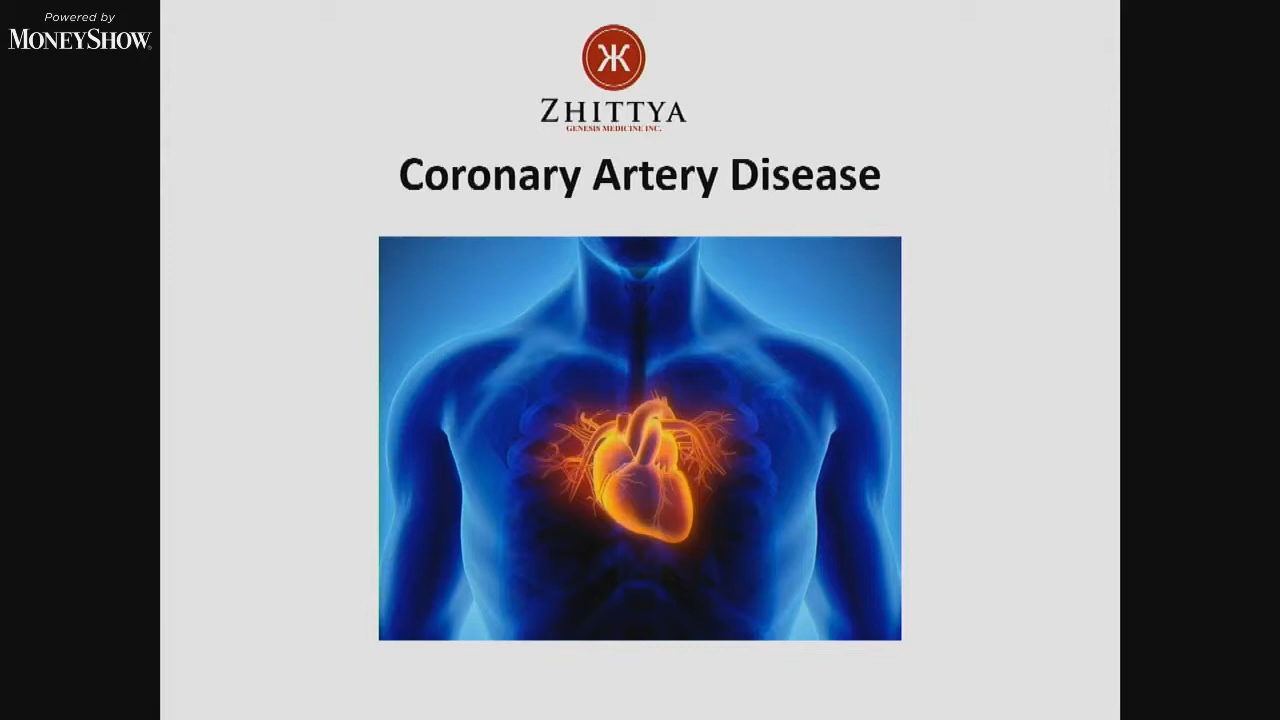 Powered by
MONEYSHOW®
ZHITTYA
GENESIS MEDICINE INC.
Coronary Artery Disease